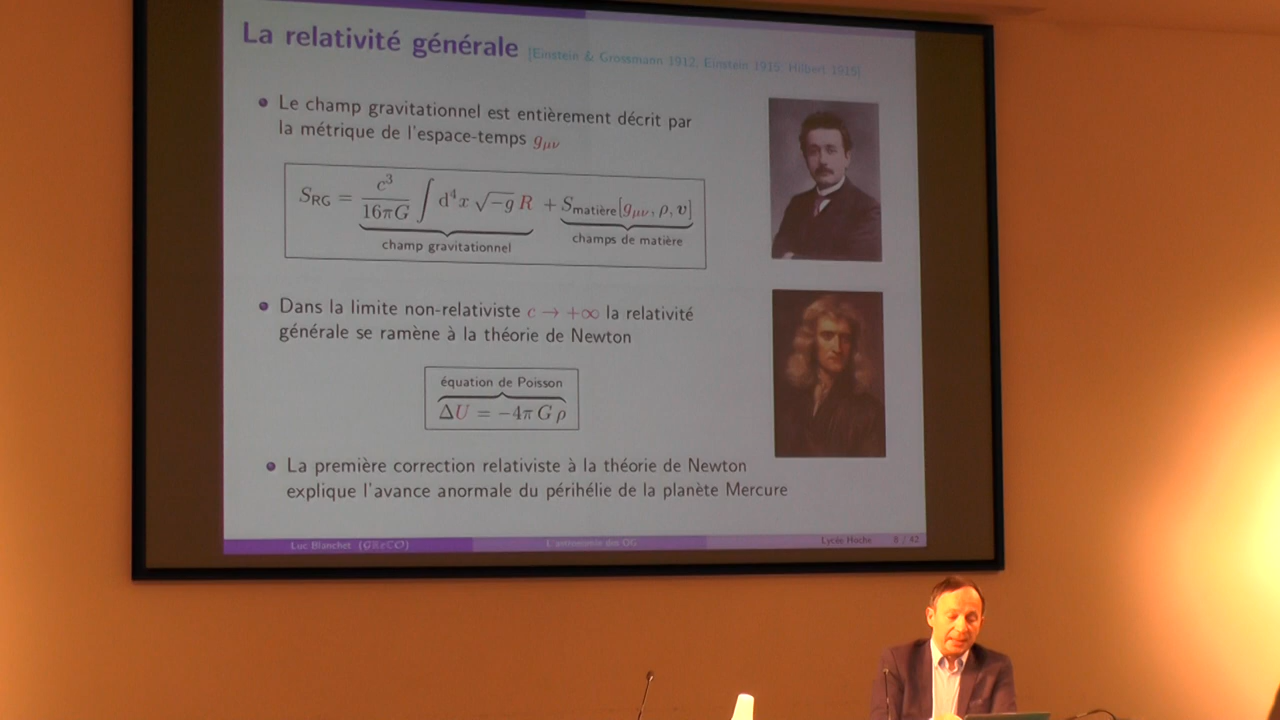 La relativité générale [Einstein & Grossmann 1912, Einstein 1915; Hilbert 1915]
• Le champ gravitationnel est entièrement décrit par
la métrique de l'espace-temps gμν
S_RG = c³/16πG ∫ d⁴x √−g R + S_matière[gμν, ρ, v]
champ gravitationnel champs de matière
• Dans la limite non-relativiste c → +∞ la relativité
générale se ramène à la théorie de Newton
équation de Poisson
ΔU = −4π G ρ
• La première correction relativiste à la théorie de Newton
explique l'avance anormale du périhélie de la planète Mercure
Luc Blanchet (GReCO) L'astronomie des OG Lycée Hoche 8 / 42